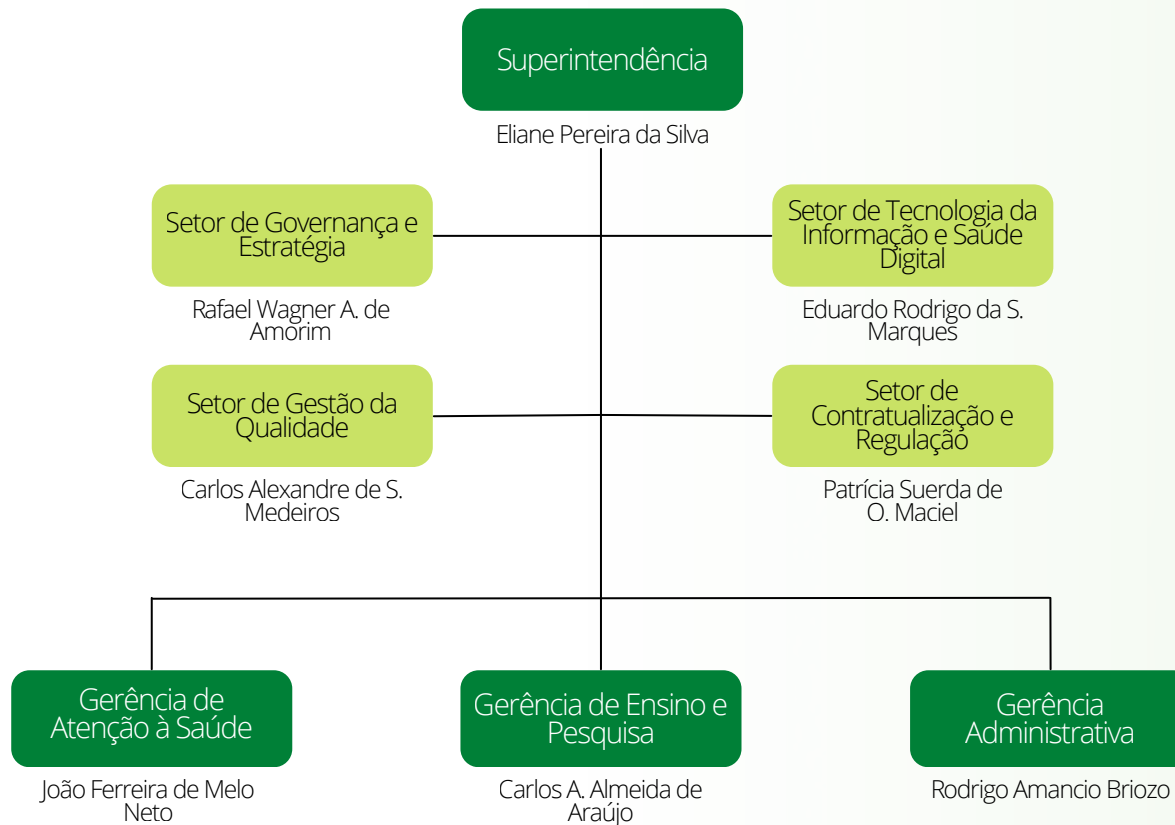 Superintendência
Eliane Pereira da Silva
Setor de Governança e
Estratégia
Rafael Wagner A. de
Amorim
Setor de Tecnologia da
Informação e Saúde
Digital
Eduardo Rodrigo da S.
Marques
Setor de Gestão da
Qualidade
Carlos Alexandre de S.
Medeiros
Setor de
Contratualização e
Regulação
Patrícia Suerda de
O. Maciel
Gerência de
Atenção à Saúde
João Ferreira de Melo
Neto
Gerência de Ensino e
Pesquisa
Carlos A. Almeida de
Araújo
Gerência
Administrativa
Rodrigo Amancio Briozo